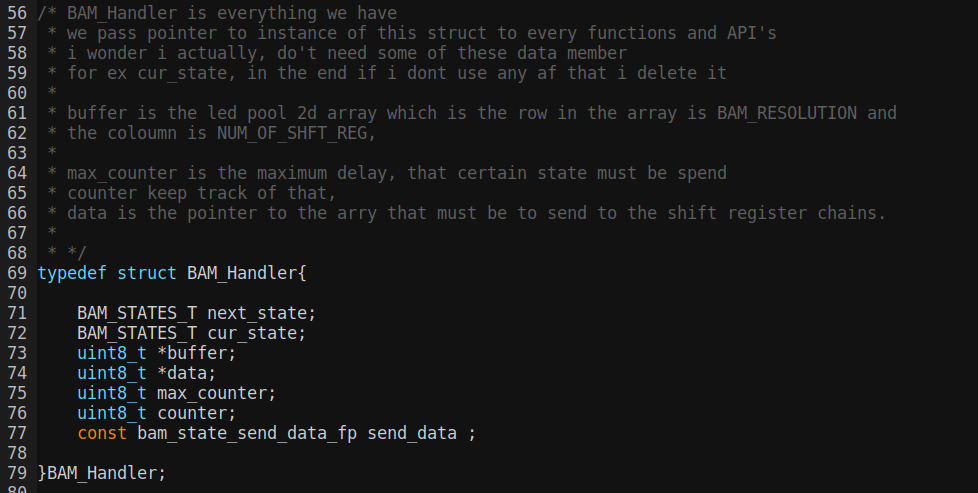 56 /* BAM_Handler is everything we have
57  * we pass pointer to instance of this struct to every functions and API's
58  * i wonder i actually, do't need some of these data member
59  * for ex cur_state, in the end if i dont use any af that i delete it
60  *
61  * buffer is the led pool 2d array which is the row in the array is BAM_RESOLUTION and
62  * the coloumn is NUM_OF_SHFT_REG,
63  *
64  * max_counter is the maximum delay, that certain state must be spend
65  * counter keep track of that,
66  * data is the pointer to the arry that must be to send to the shift register chains.
67  *
68  * */
69 typedef struct BAM_Handler{
70
71     BAM_STATES_T next_state;
72     BAM_STATES_T cur_state;
73     uint8_t *buffer;
74     uint8_t *data;
75     uint8_t max_counter;
76     uint8_t counter;
77     const bam_state_send_data_fp send_data ;
78
79 }BAM_Handler;
80